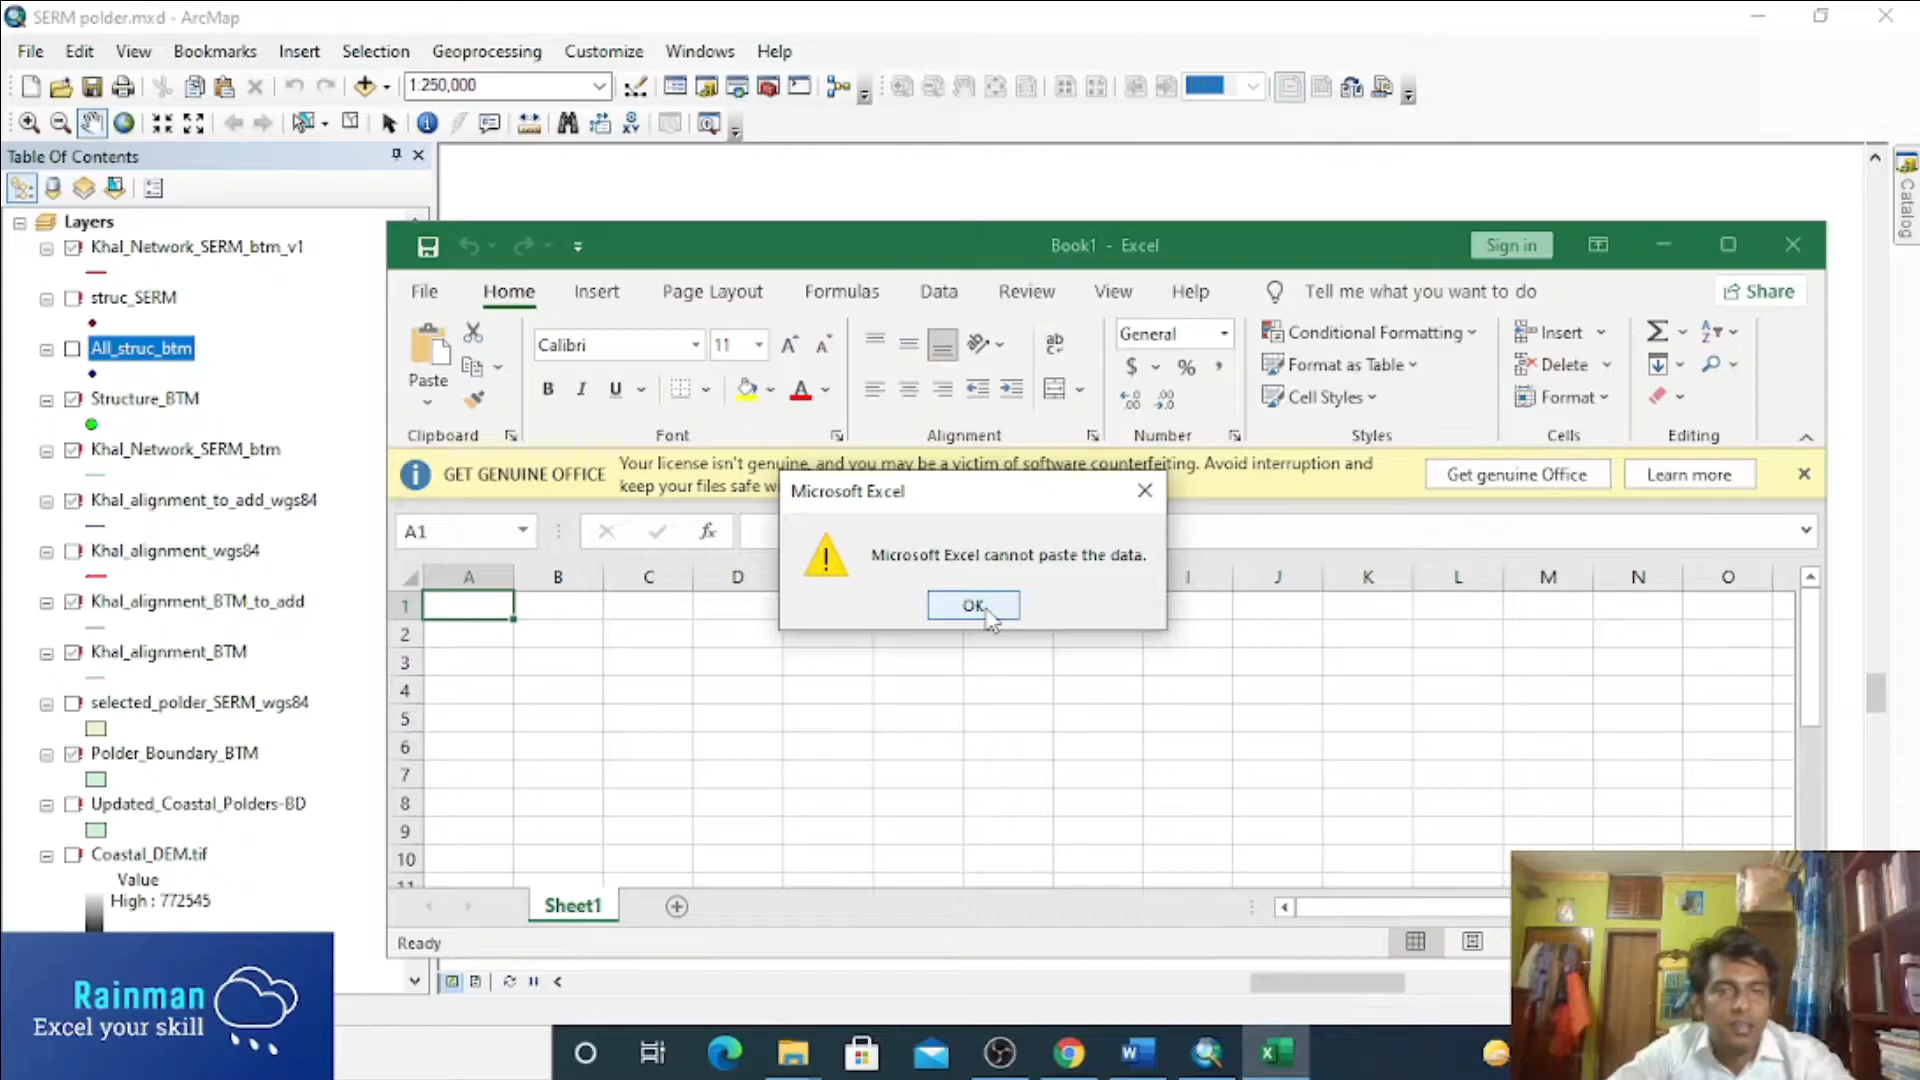 SERM polder.mxd - ArcMap
File Edit View Bookmarks Insert Selection Geoprocessing Customize Windows Help
1:250,000
Table Of Contents
Layers
Khal_Network_SERM_btm_v1
struc_SERM
All_struc_btm
Structure_BTM
Khal_Network_SERM_btm
Khal_alignment_to_add_wgs84
Khal_alignment_wgs84
Khal_alignment_BTM_to_add
Khal_alignment_BTM
selected_polder_SERM_wgs84
Polder_Boundary_BTM
Updated_Coastal_Polders-BD
Coastal_DEM.tif
Value
High : 772545
Catalog
Book1 - Excel
Sign in
File Home Insert Page Layout Formulas Data Review View Help Tell me what you want to do Share
Paste
Calibri 11
General
Conditional Formatting
Format as Table
Cell Styles
Insert
Delete
Format
Clipboard Font Alignment Number Styles Cells Editing
GET GENUINE OFFICE
Your license isn't genuine, and you may be a victim of software counterfeiting. Avoid interruption and
keep your files safe
Get genuine Office
Learn more
Microsoft Excel
Microsoft Excel cannot paste the data.
OK
A1
fx
A B C D I J K L M N O
1
2
3
4
5
6
7
8
9
10
11
Sheet1
Ready
Rainman
Excel your skill